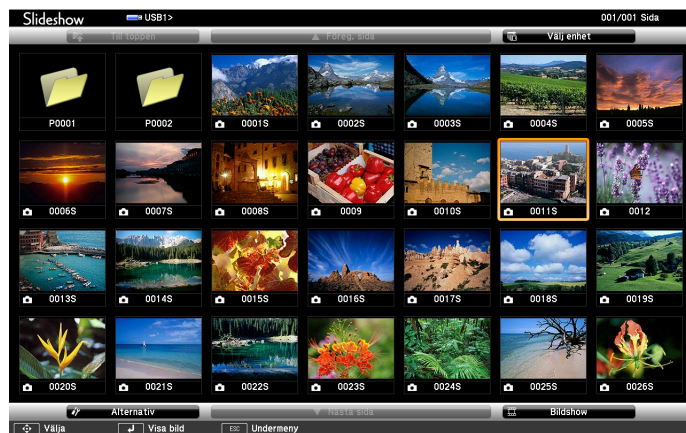 Slideshow USB1> 001/001 Sida
Till toppen ▲ Föreg. sida Välj enhet
P0001 P0002 0001S 0002S 0003S 0004S 0005S
0006S 0007S 0008S 0009 0010S 0011S 0012
0013S 0014S 0015S 0016S 0017S 0018S 0019S
0020S 0021S 0022S 0023S 0024S 0025S 0026S
Alternativ ▼ Nästa sida Bildshow
Välja Visa bild ESC Undermeny